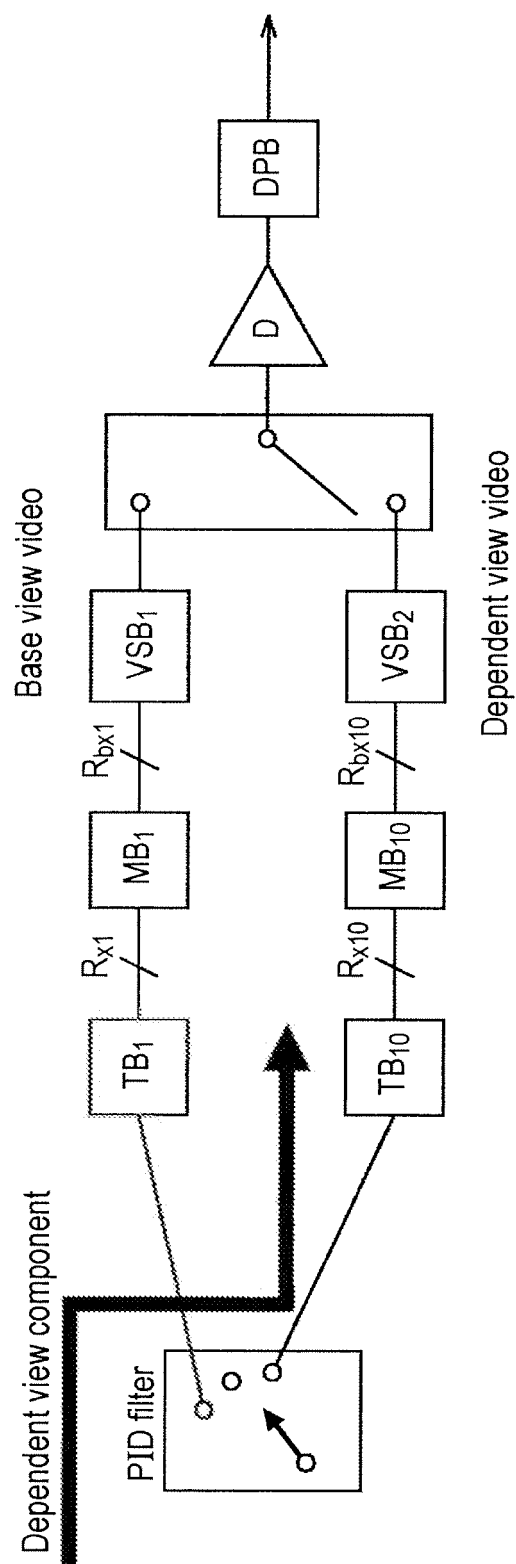 Dependent view component
PID filter
TB1
Rx1
MB1
Rbx1
VSB1
Base view video
TB10
Rx10
MB10
Rbx10
VSB2
Dependent view video
D
DPB